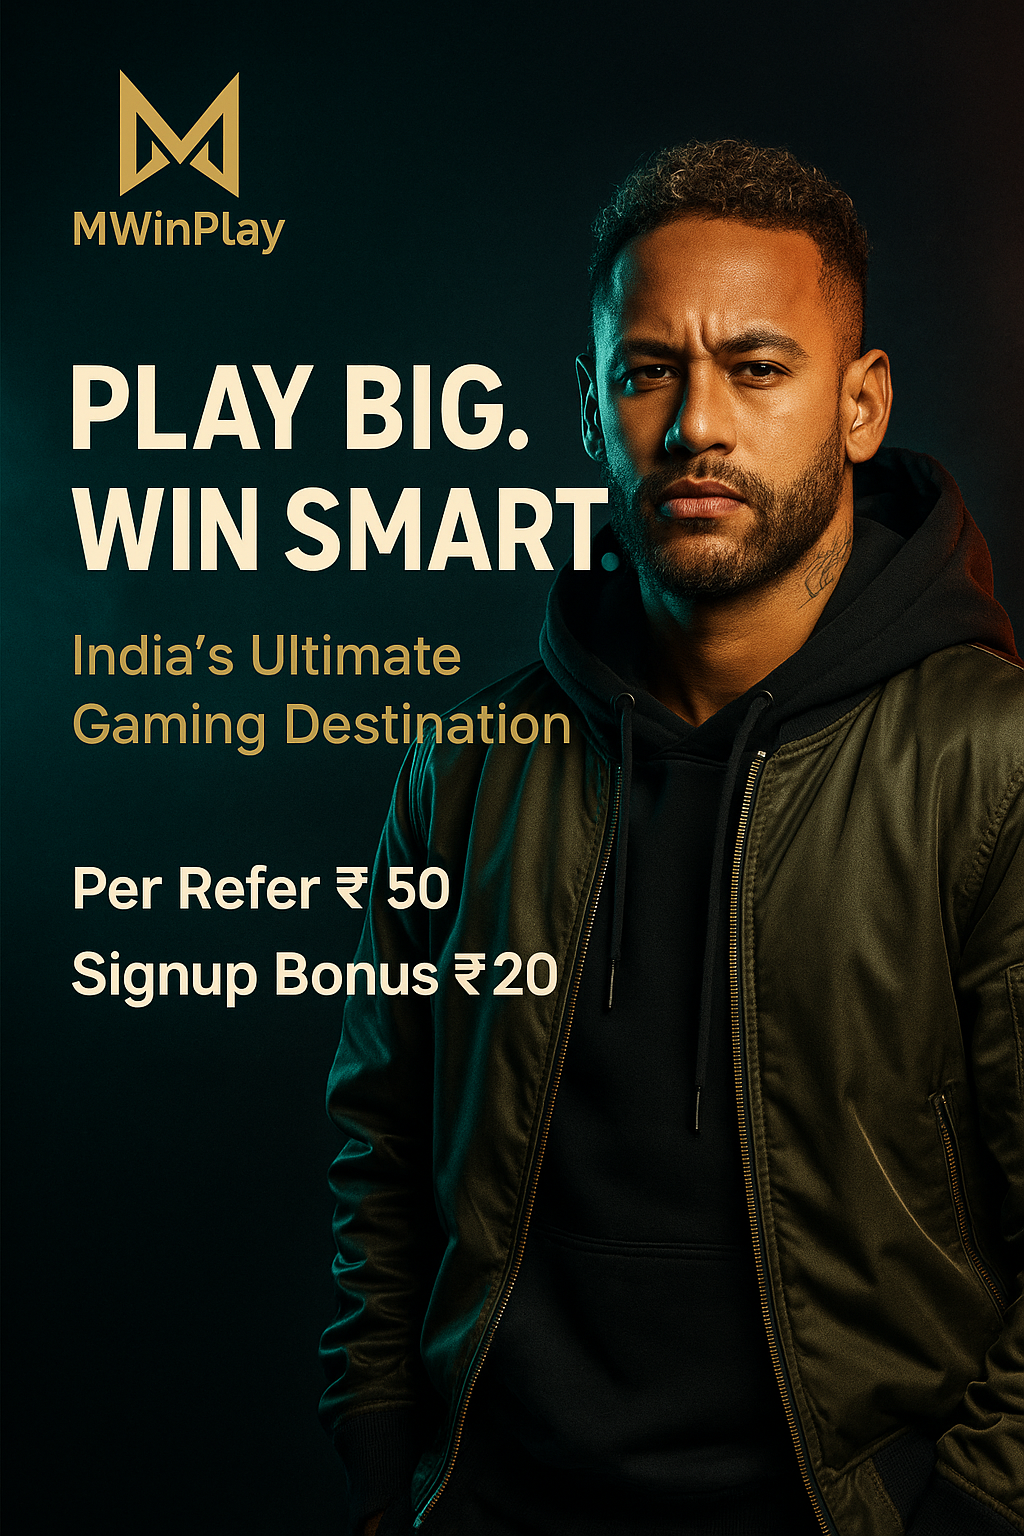 MWinPlay
PLAY BIG.
WIN SMART.
India's Ultimate
Gaming Destination
Per Refer ₹ 50
Signup Bonus ₹20